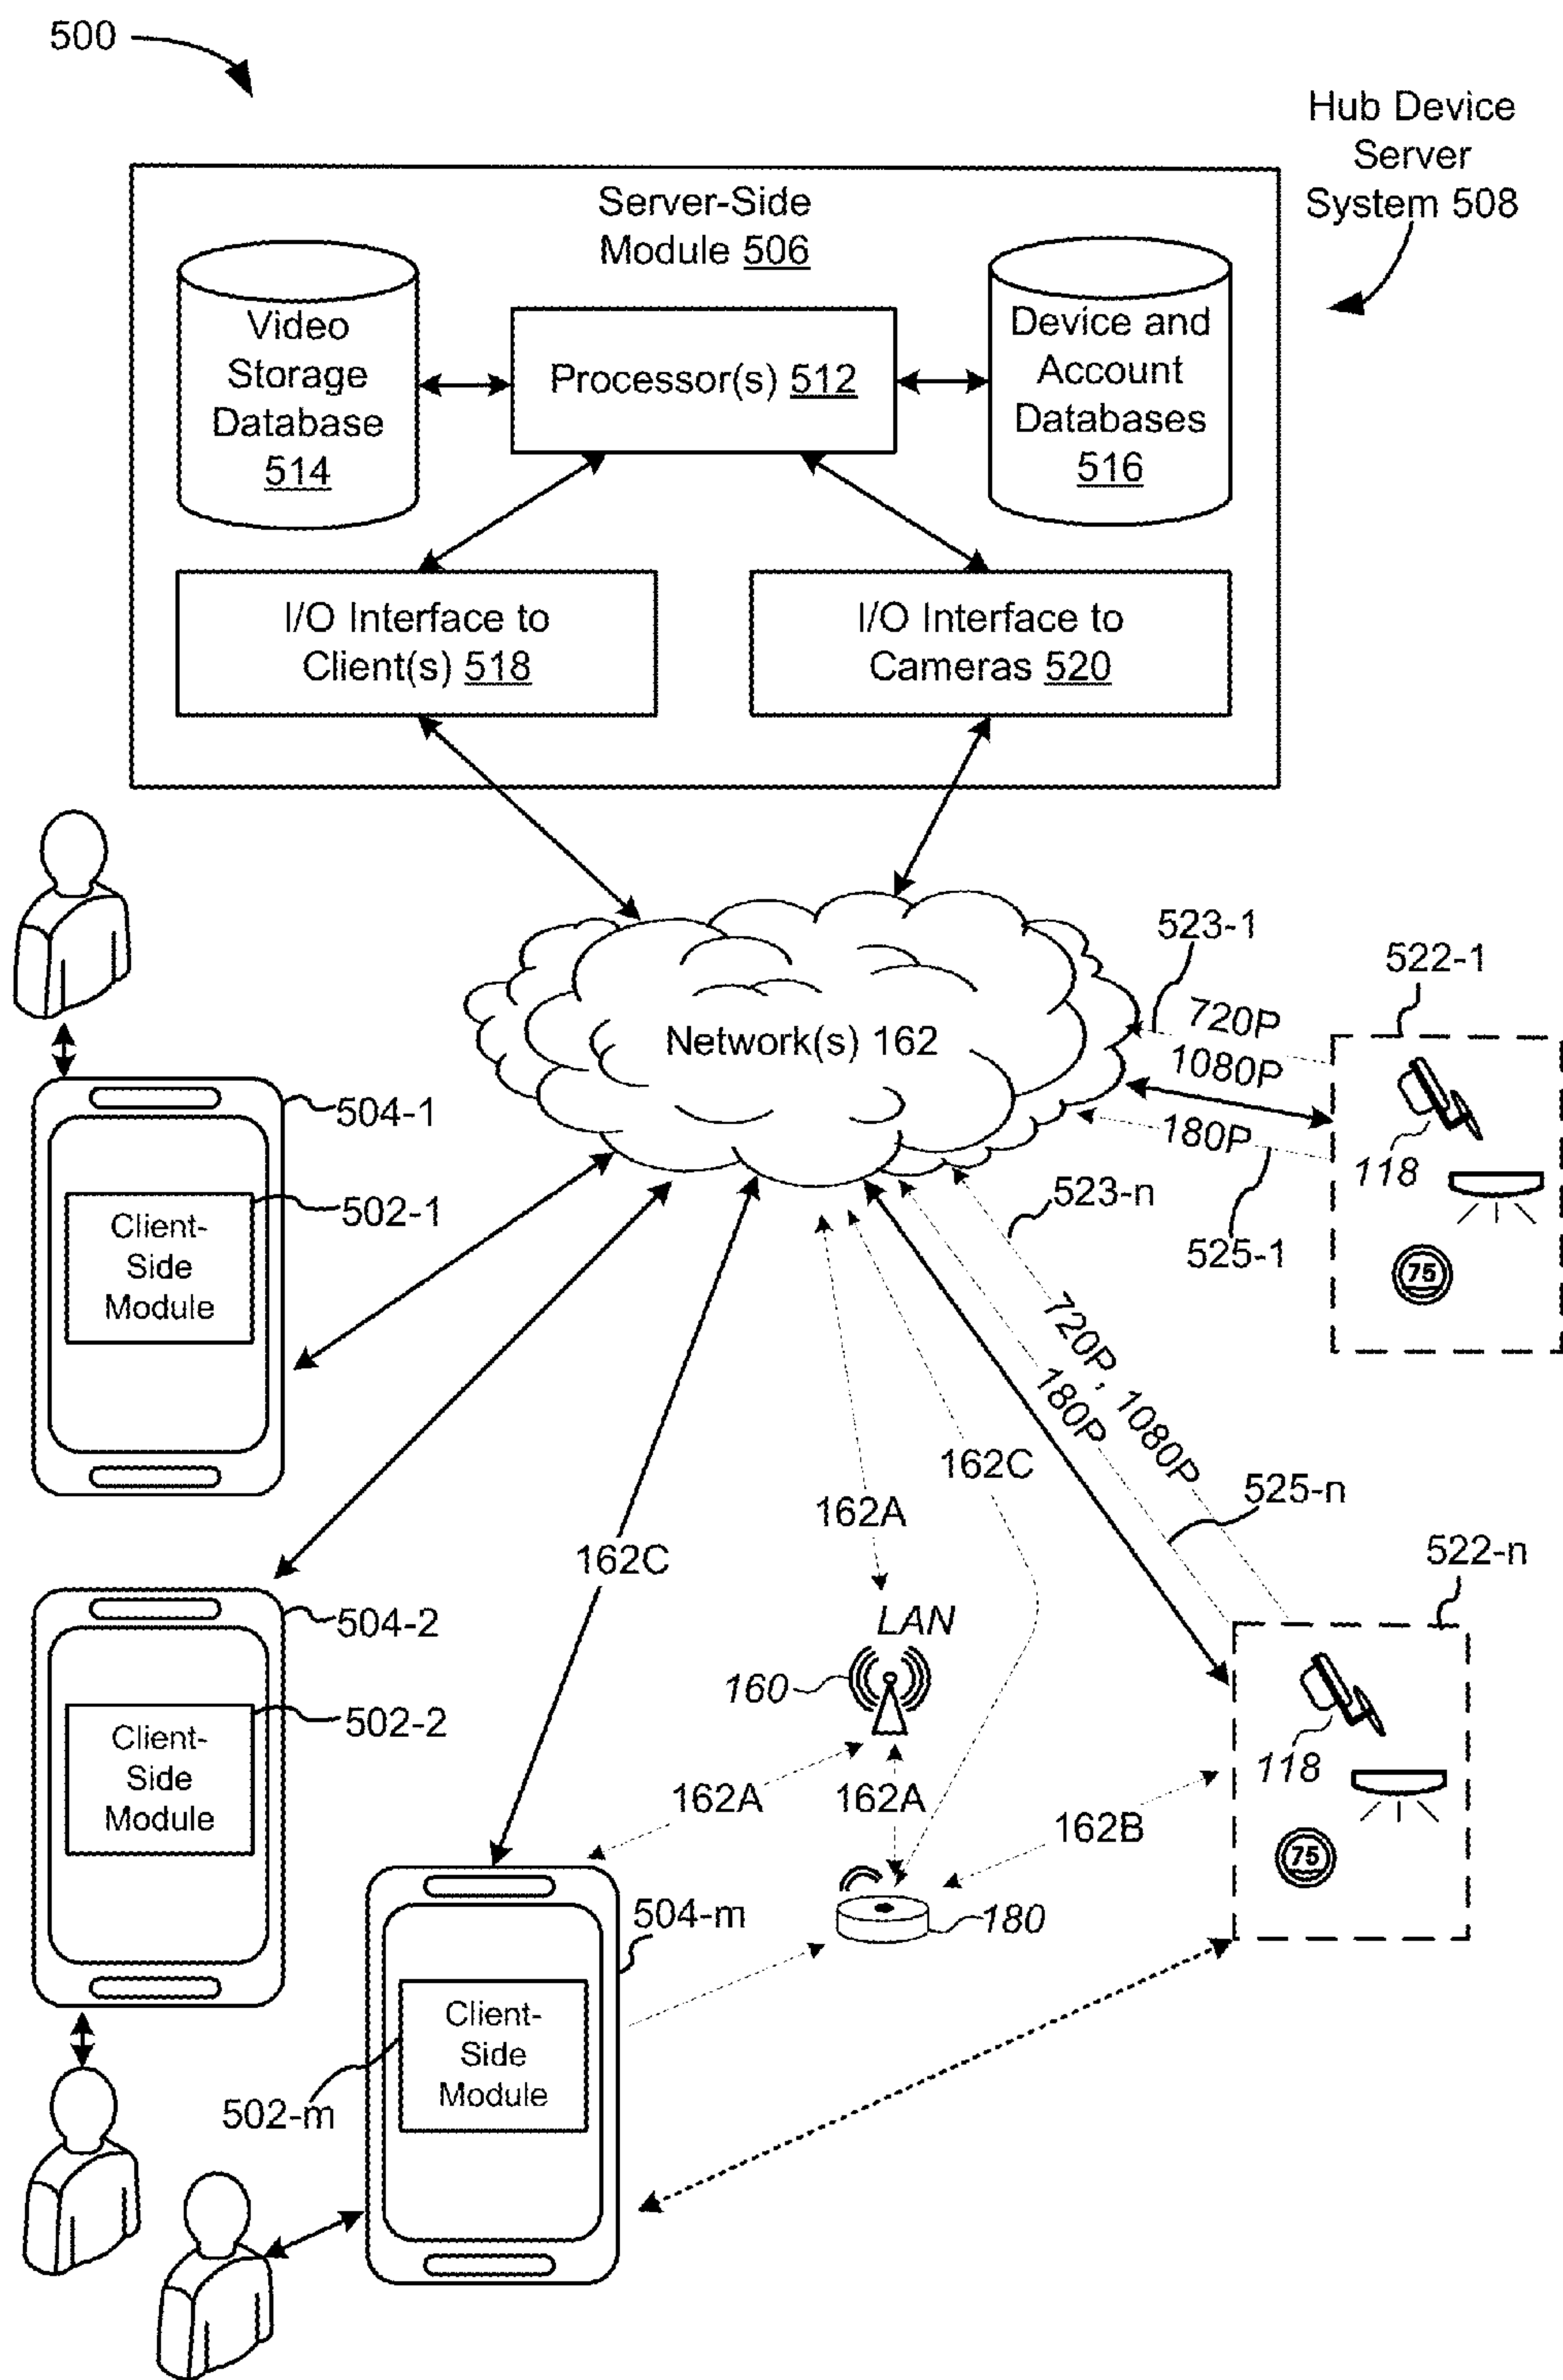 500
Hub Device
Server
System 508
Server-Side
Module 506
Video
Storage
Database
514
Processor(s) 512
Device and
Account
Databases
516
I/O Interface to
Client(s) 518
I/O Interface to
Cameras 520
Network(s) 162
523-1
522-1
720P
1080P
180P
118
75
525-1
523-n
504-1
502-1
Client-
Side
Module
720P, 1080P
180P
162C
162A
162C
525-n
522-n
504-2
502-2
Client-
Side
Module
LAN
160
162A
162A
162B
118
75
180
504-m
Client-
Side
Module
502-m